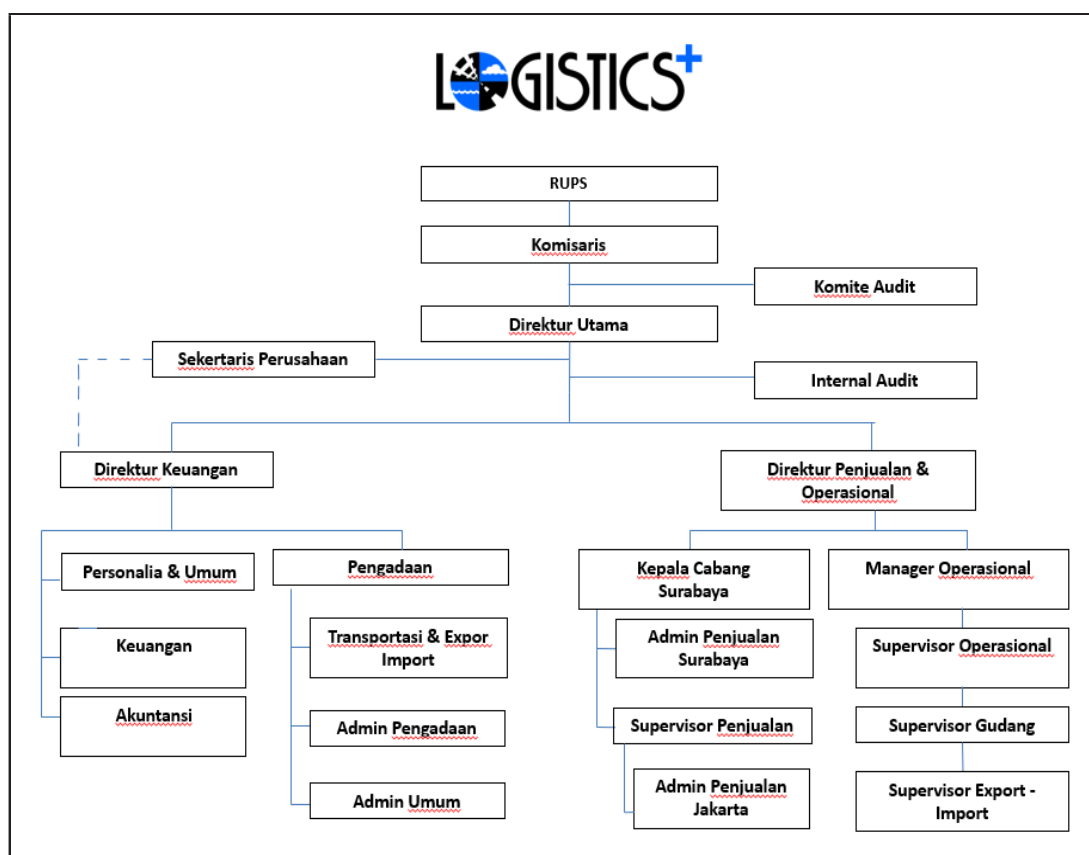 LOGISTICS+
RUPS
Komisaris
Komite Audit
Direktur Utama
Sekertaris Perusahaan
Internal Audit
Direktur Keuangan
Direktur Penjualan &
Operasional
Personalia & Umum
Pengadaan
Kepala Cabang
Surabaya
Manager Operasional
Keuangan
Transportasi & Expor
Import
Admin Penjualan
Surabaya
Supervisor Operasional
Akuntansi
Admin Pengadaan
Supervisor Penjualan
Supervisor Gudang
Admin Umum
Admin Penjualan
Jakarta
Supervisor Export -
Import